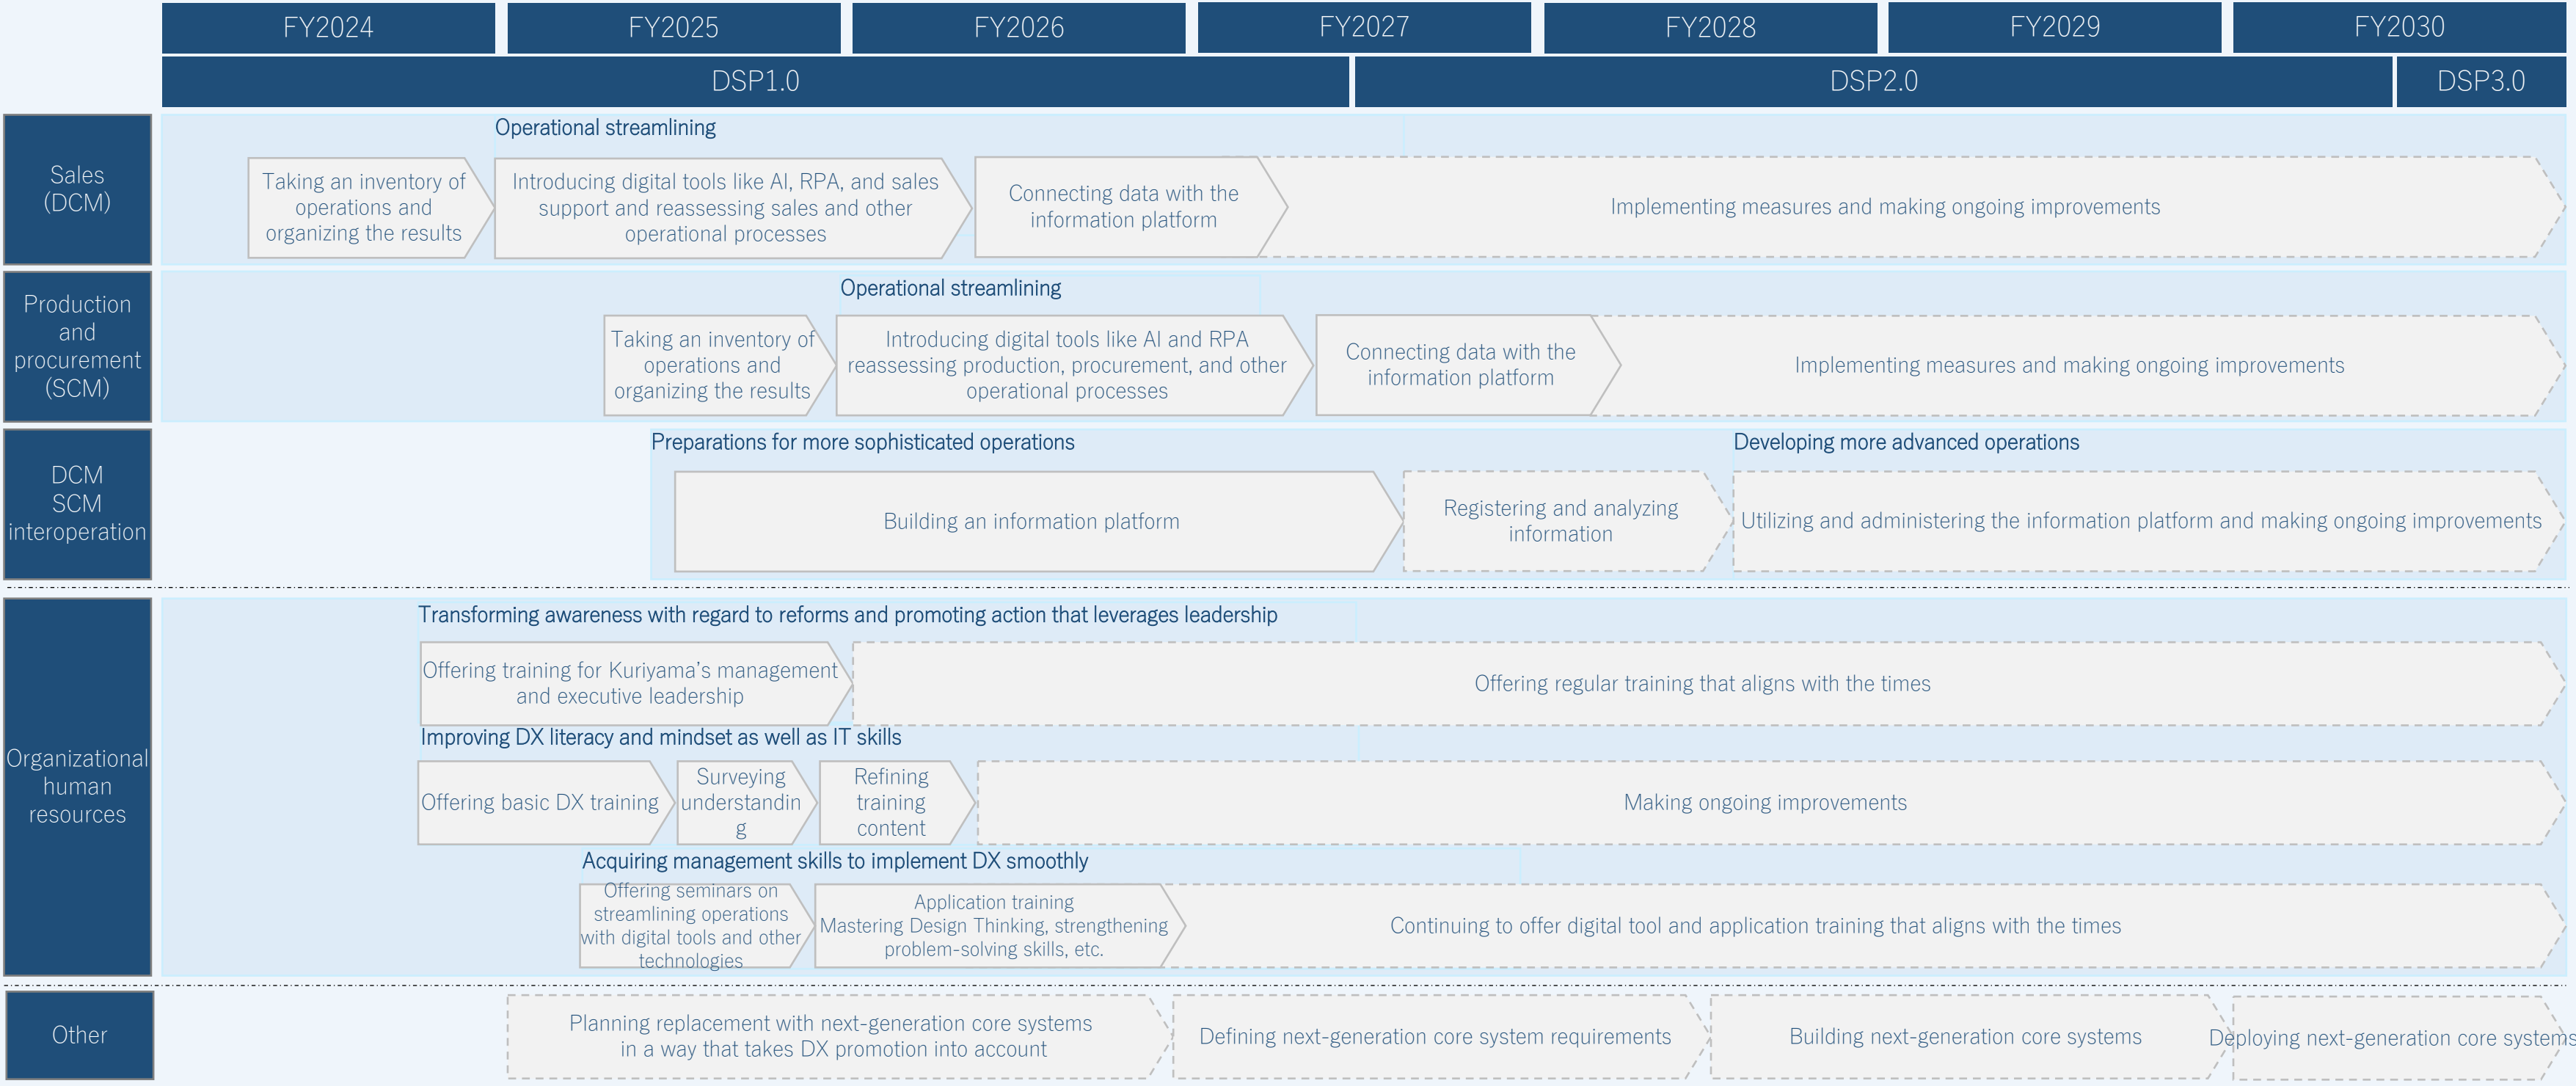 FY2024
FY2025
FY2026
FY2027
FY2028
FY2029
FY2030
DSP1.0
DSP2.0
DSP3.0
Sales
(DCM)
Operational streamlining
Taking an inventory of
operations and
organizing the results
Introducing digital tools like AI, RPA, and sales
support and reassessing sales and other
operational processes
Connecting data with the
information platform
Implementing measures and making ongoing improvements
Production
and
procurement
(SCM)
Operational streamlining
Taking an inventory of
operations and
organizing the results
Introducing digital tools like AI and RPA
reassessing production, procurement, and other
operational processes
Connecting data with the
information platform
Implementing measures and making ongoing improvements
DCM
SCM
interoperation
Preparations for more sophisticated operations
Building an information platform
Registering and analyzing
information
Developing more advanced operations
Utilizing and administering the information platform and making ongoing improvements
Organizational
human
resources
Transforming awareness with regard to reforms and promoting action that leverages leadership
Offering training for Kuriyama's management
and executive leadership
Offering regular training that aligns with the times
Improving DX literacy and mindset as well as IT skills
Offering basic DX training
Surveying
understandin
g
Refining
training
content
Making ongoing improvements
Acquiring management skills to implement DX smoothly
Offering seminars on
streamlining operations
with digital tools and other
technologies
Application training
Mastering Design Thinking, strengthening
problem-solving skills, etc.
Continuing to offer digital tool and application training that aligns with the times
Other
Planning replacement with next-generation core systems
in a way that takes DX promotion into account
Defining next-generation core system requirements
Building next-generation core systems
Deploying next-generation core systems